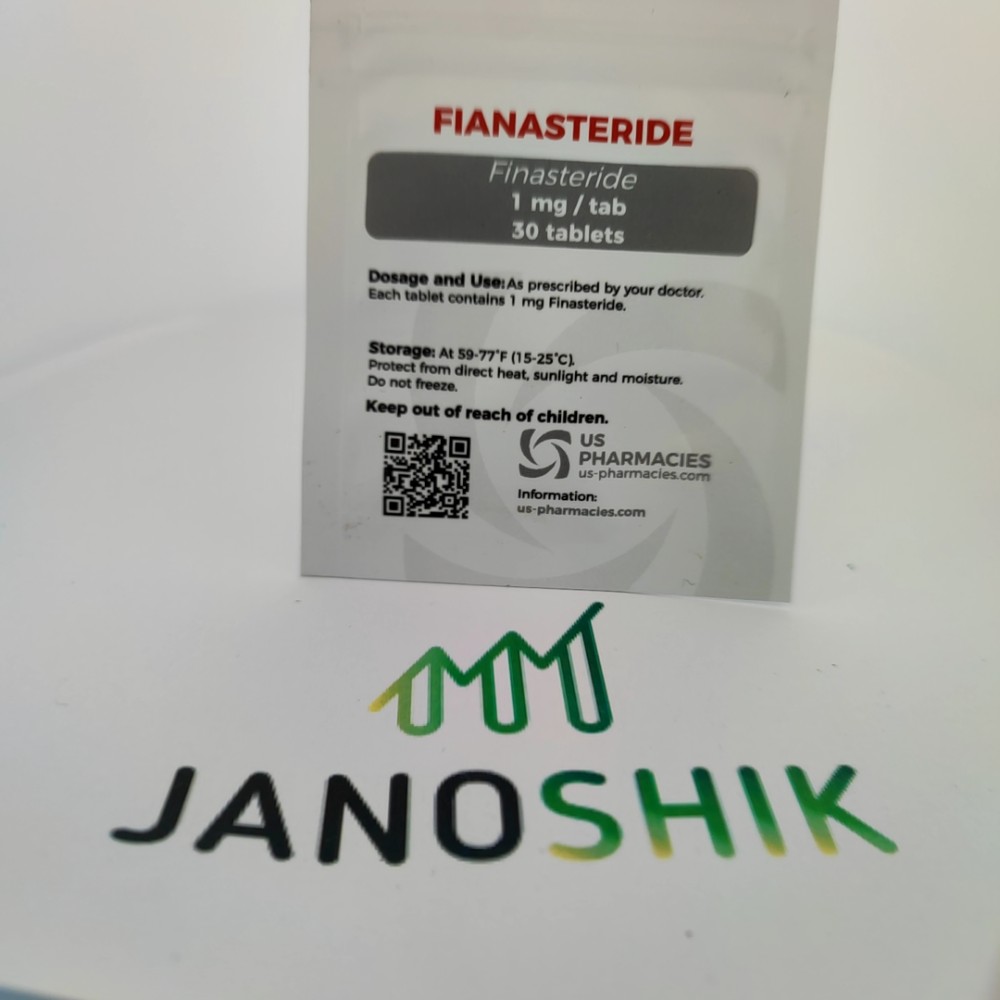 FIANASTERIDE
Finasteride
1 mg / tab
30 tablets
Dosage and Use: As prescribed by your doctor.
Each tablet contains 1 mg Finasteride.
Storage: At 59-77°F (15-25°C).
Protect from direct heat, sunlight and moisture.
Do not freeze.
Keep out of reach of children.
US
PHARMACIES
us-pharmacies.com
Information:
us-pharmacies.com
JANOSHIK